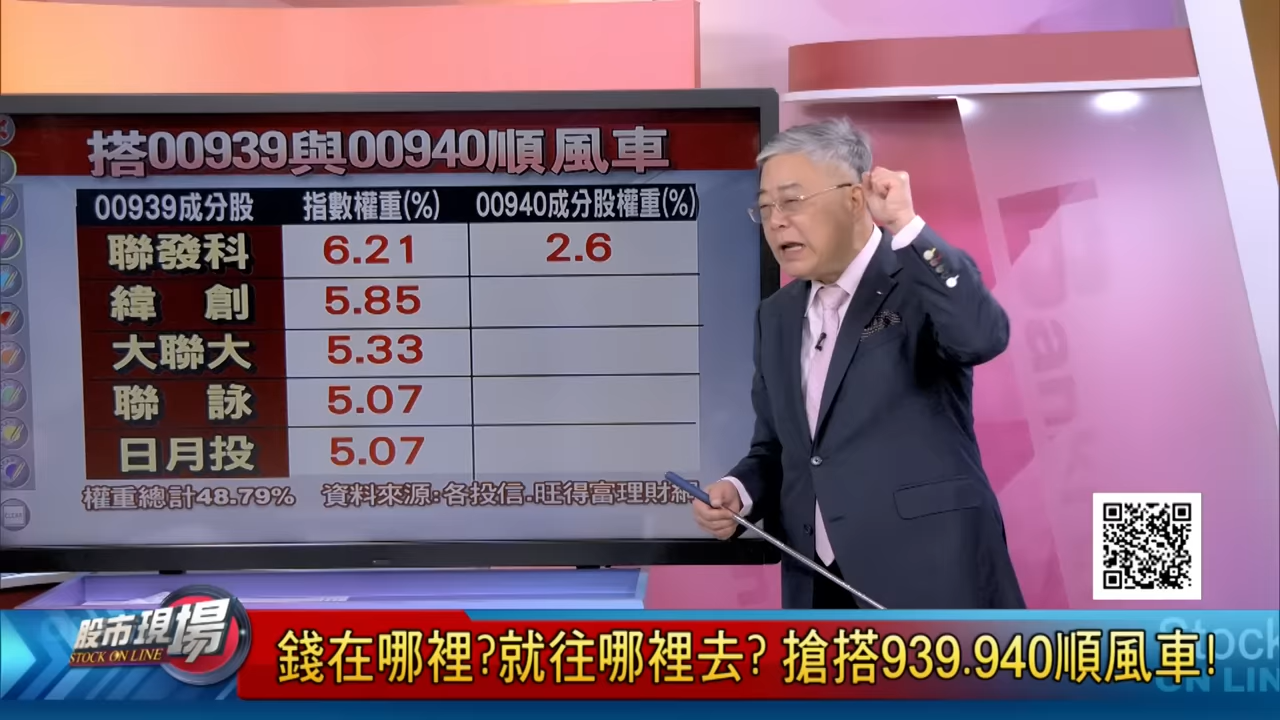 搭00939與00940順風車
00939成分股 指數權重(%) 00940成分股權重(%)
聯發科 6.21 2.6
緯創 5.85
大聯大 5.33
聯詠 5.07
日月投 5.07
權重總計48.79% 資料來源:各投信.旺得富理財網
CLEAR
股市現場
STOCK ON LINE
錢在哪裡?就往哪裡去? 搶搭939.940順風車!
Stock
ON LIN